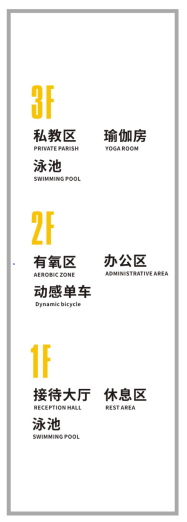 3F
私教区 瑜伽房
PRIVATE PARISH YOGA ROOM
泳池
SWIMMING POOL
2F
有氧区 办公区
AEROBIC ZONE ADMINISTRATIVE AREA
动感单车
Dynamic bicycle
1F
接待大厅 休息区
RECEPTION HALL REST AREA
泳池
SWIMMING POOL